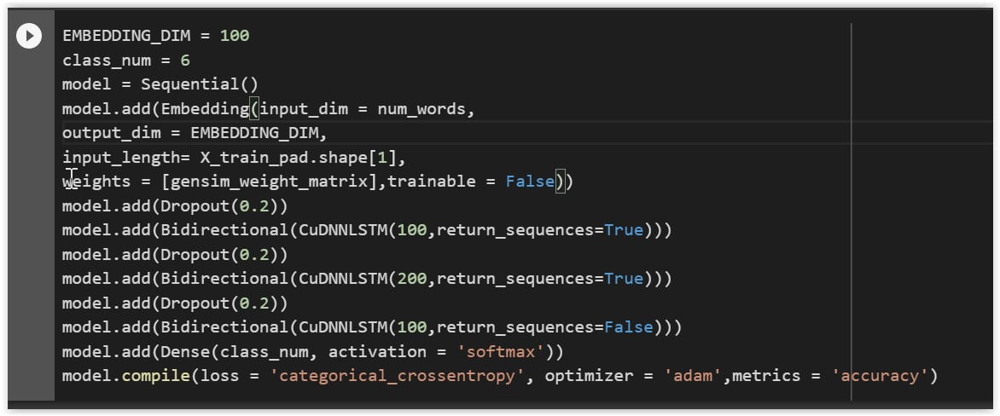 EMBEDDING_DIM = 100
class_num = 6
model = Sequential()
model.add(Embedding(input_dim = num_words,
output_dim = EMBEDDING_DIM,
input_length= X_train_pad.shape[1],
weights = [gensim_weight_matrix],trainable = False))
model.add(Dropout(0.2))
model.add(Bidirectional(CuDNNLSTM(100,return_sequences=True)))
model.add(Dropout(0.2))
model.add(Bidirectional(CuDNNLSTM(200,return_sequences=True)))
model.add(Dropout(0.2))
model.add(Bidirectional(CuDNNLSTM(100,return_sequences=False)))
model.add(Dense(class_num, activation = 'softmax'))
model.compile(loss = 'categorical_crossentropy', optimizer = 'adam',metrics = 'accuracy')